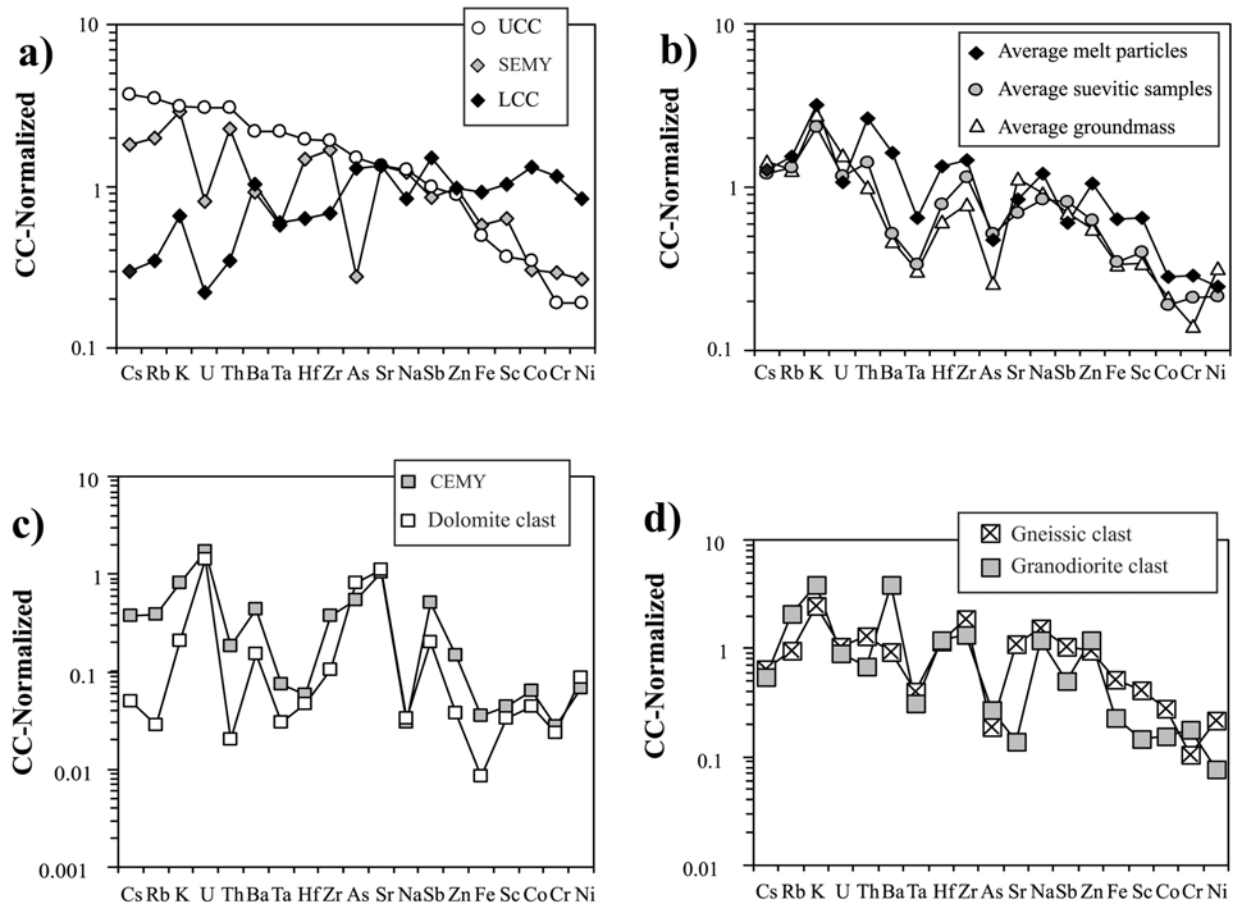 a)
10
1
0.1
CC-Normalized
UCC
SEMY
LCC
Cs Rb K U Th Ba Ta Hf Zr As Sr Na Sb Zn Fe Sc Co Cr Ni
b)
10
1
0.1
CC-Normalized
Average melt particles
Average suevitic samples
Average groundmass
Cs Rb K U Th Ba Ta Hf Zr As Sr Na Sb Zn Fe Sc Co Cr Ni
c)
10
1
0.1
0.01
0.001
CC-Normalized
CEMY
Dolomite clast
Cs Rb K U Th Ba Ta Hf Zr As Sr Na Sb Zn Fe Sc Co Cr Ni
d)
10
1
0.1
0.01
CC-Normalized
Gneissic clast
Granodiorite clast
Cs Rb K U Th Ba Ta Hf Zr As Sr Na Sb Zn Fe Sc Co Cr Ni